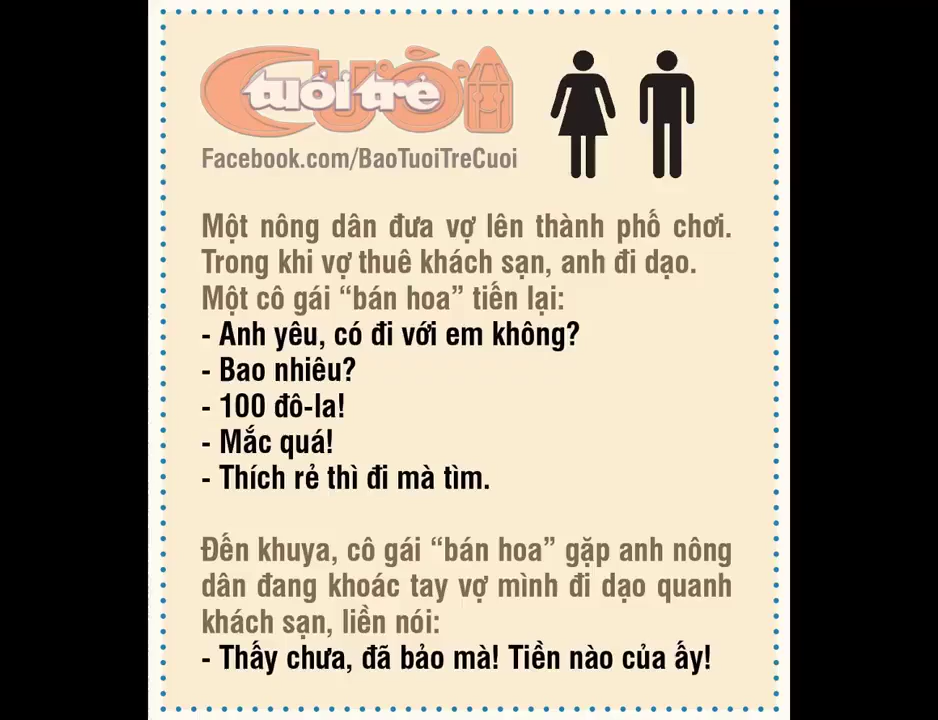 tuổi trẻ
CƯỜI
Facebook.com/BaoTuoiTreCuoi
Một nông dân đưa vợ lên thành phố chơi.
Trong khi vợ thuê khách sạn, anh đi dạo.
Một cô gái “bán hoa” tiến lại:
- Anh yêu, có đi với em không?
- Bao nhiêu?
- 100 đô-la!
- Mắc quá!
- Thích rẻ thì đi mà tìm.
Đến khuya, cô gái “bán hoa” gặp anh nông
dân đang khoác tay vợ mình đi dạo quanh
khách sạn, liền nói:
- Thấy chưa, đã bảo mà! Tiền nào của ấy!